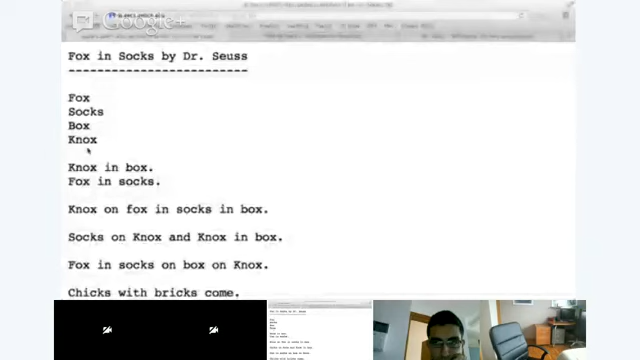 Google+
Fox in Socks by Dr. Seuss
-------------------------
Fox
Socks
Box
Knox
Knox in box.
Fox in socks.
Knox on fox in socks in box.
Socks on Knox and Knox in box.
Fox in socks on box on Knox.
Chicks with bricks come.